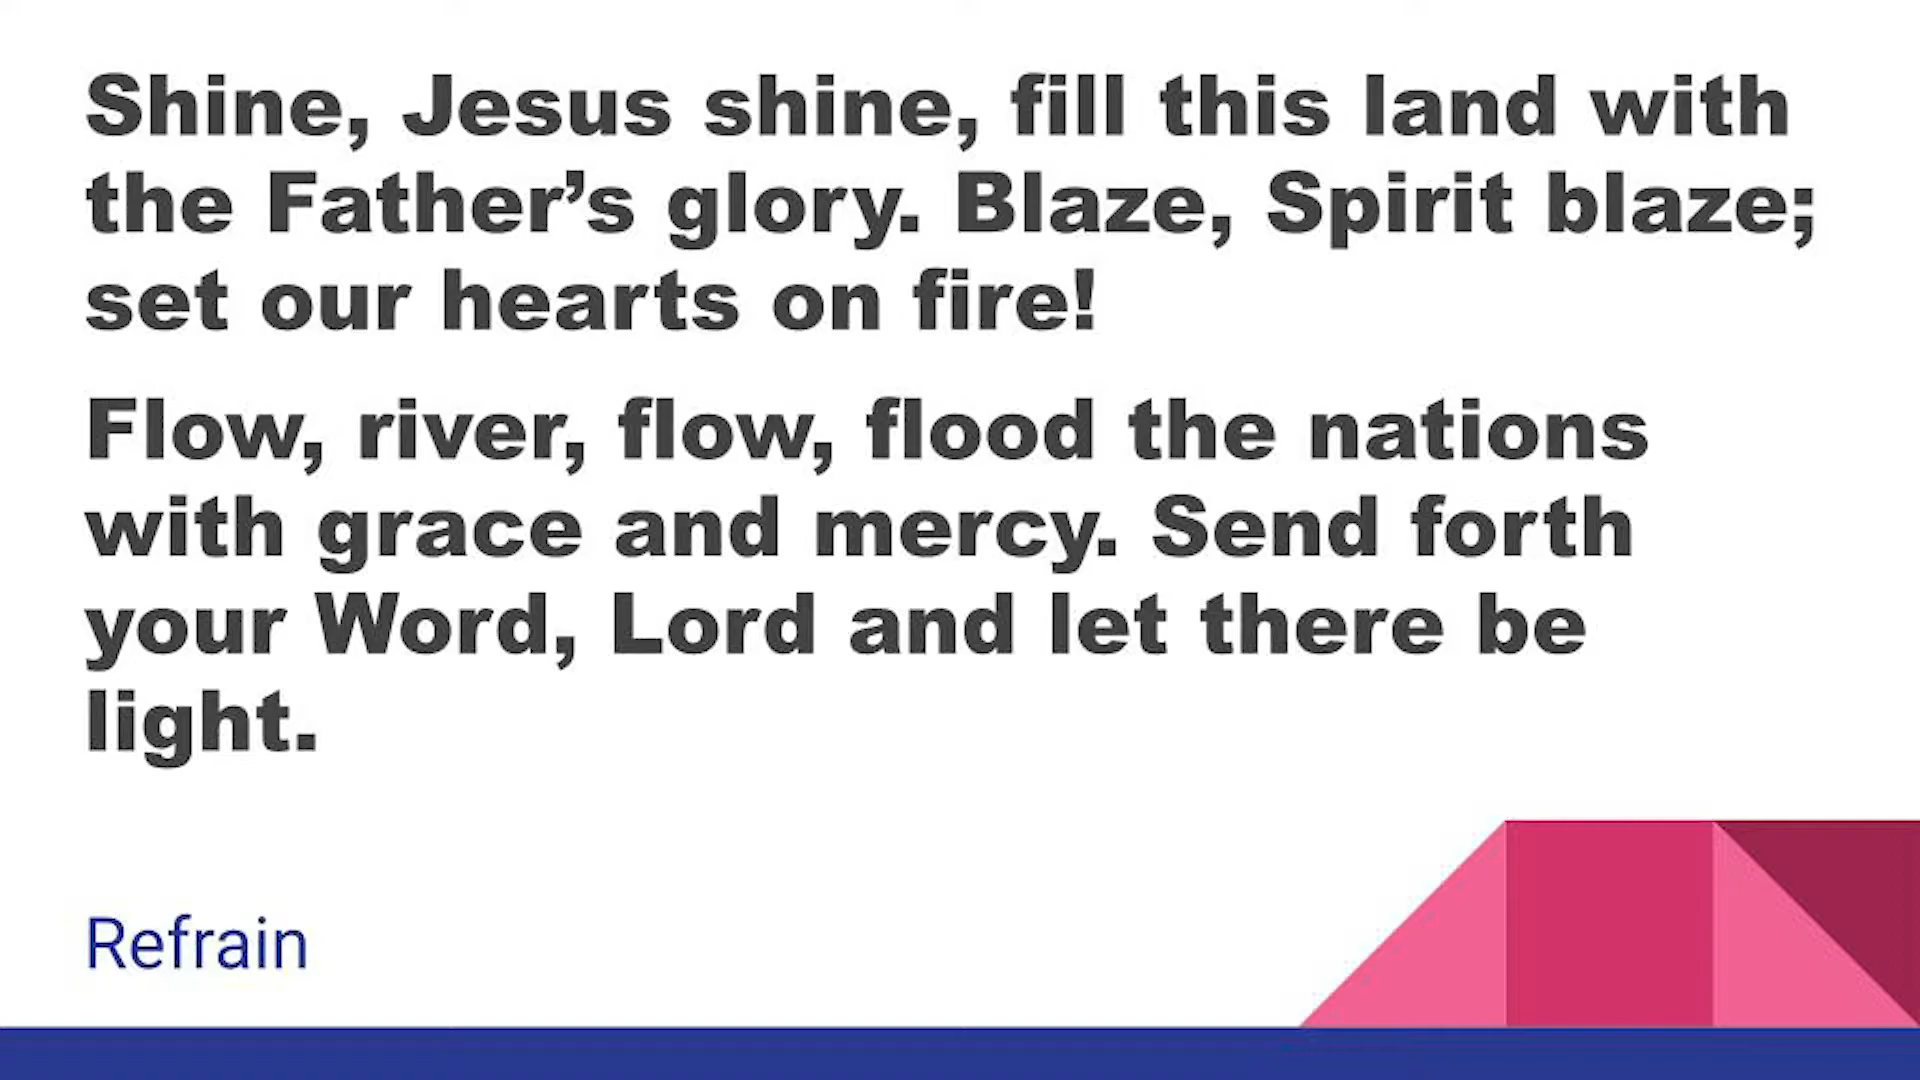 Shine, Jesus shine, fill this land with
the Father’s glory. Blaze, Spirit blaze;
set our hearts on fire!
Flow, river, flow, flood the nations
with grace and mercy. Send forth
your Word, Lord and let there be
light.
Refrain